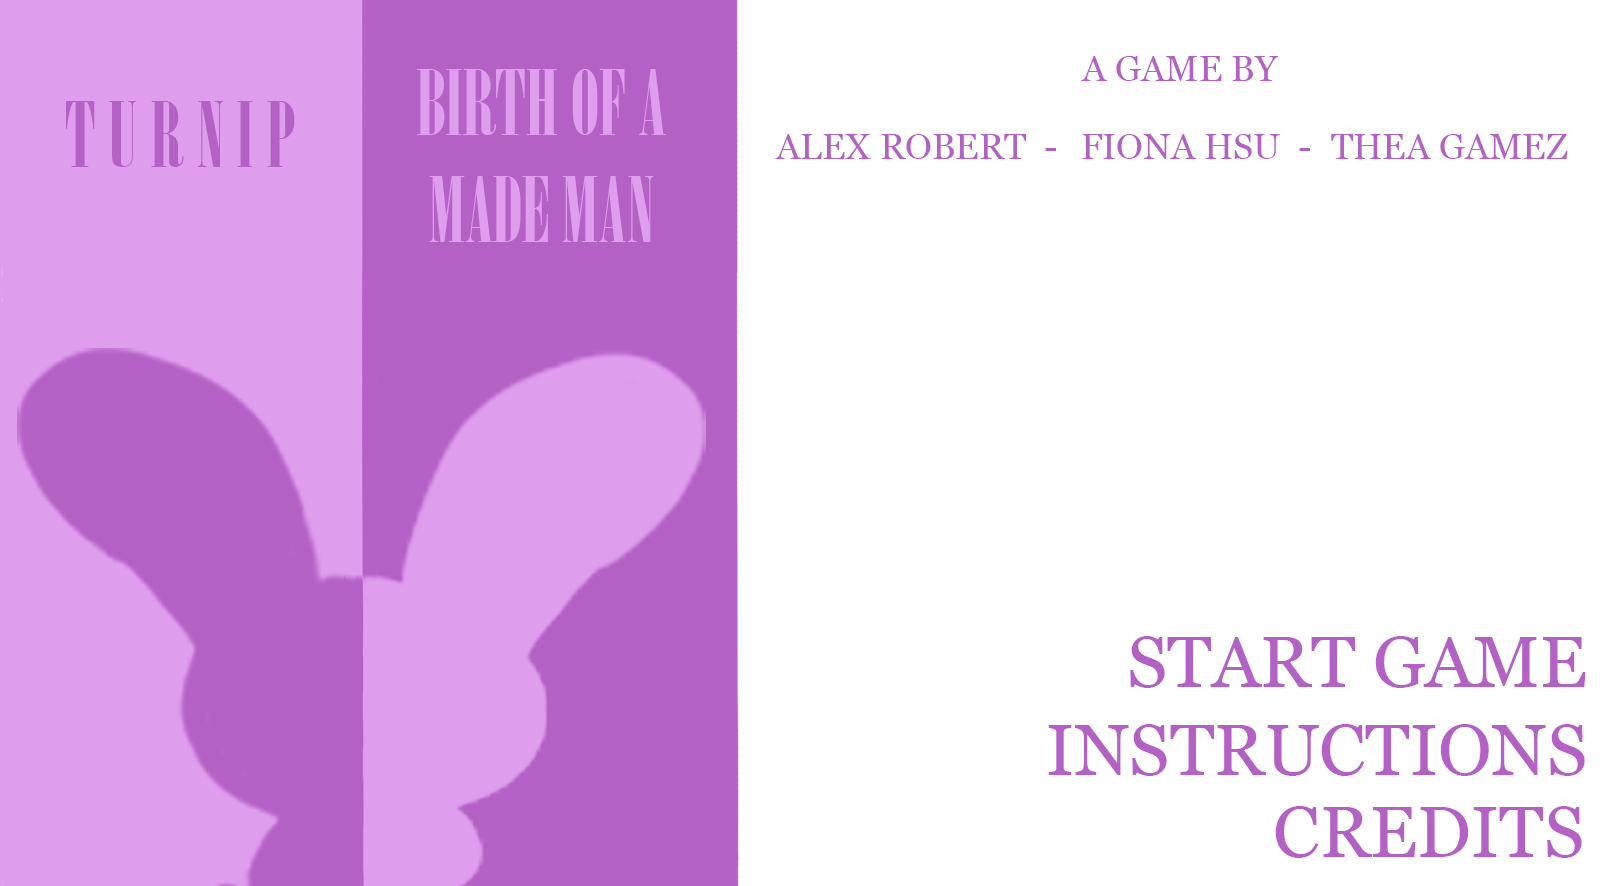 TURNIP
BIRTH OF A
MADE MAN
A GAME BY
ALEX ROBERT - FIONA HSU - THEA GAMEZ
START GAME
INSTRUCTIONS
CREDITS